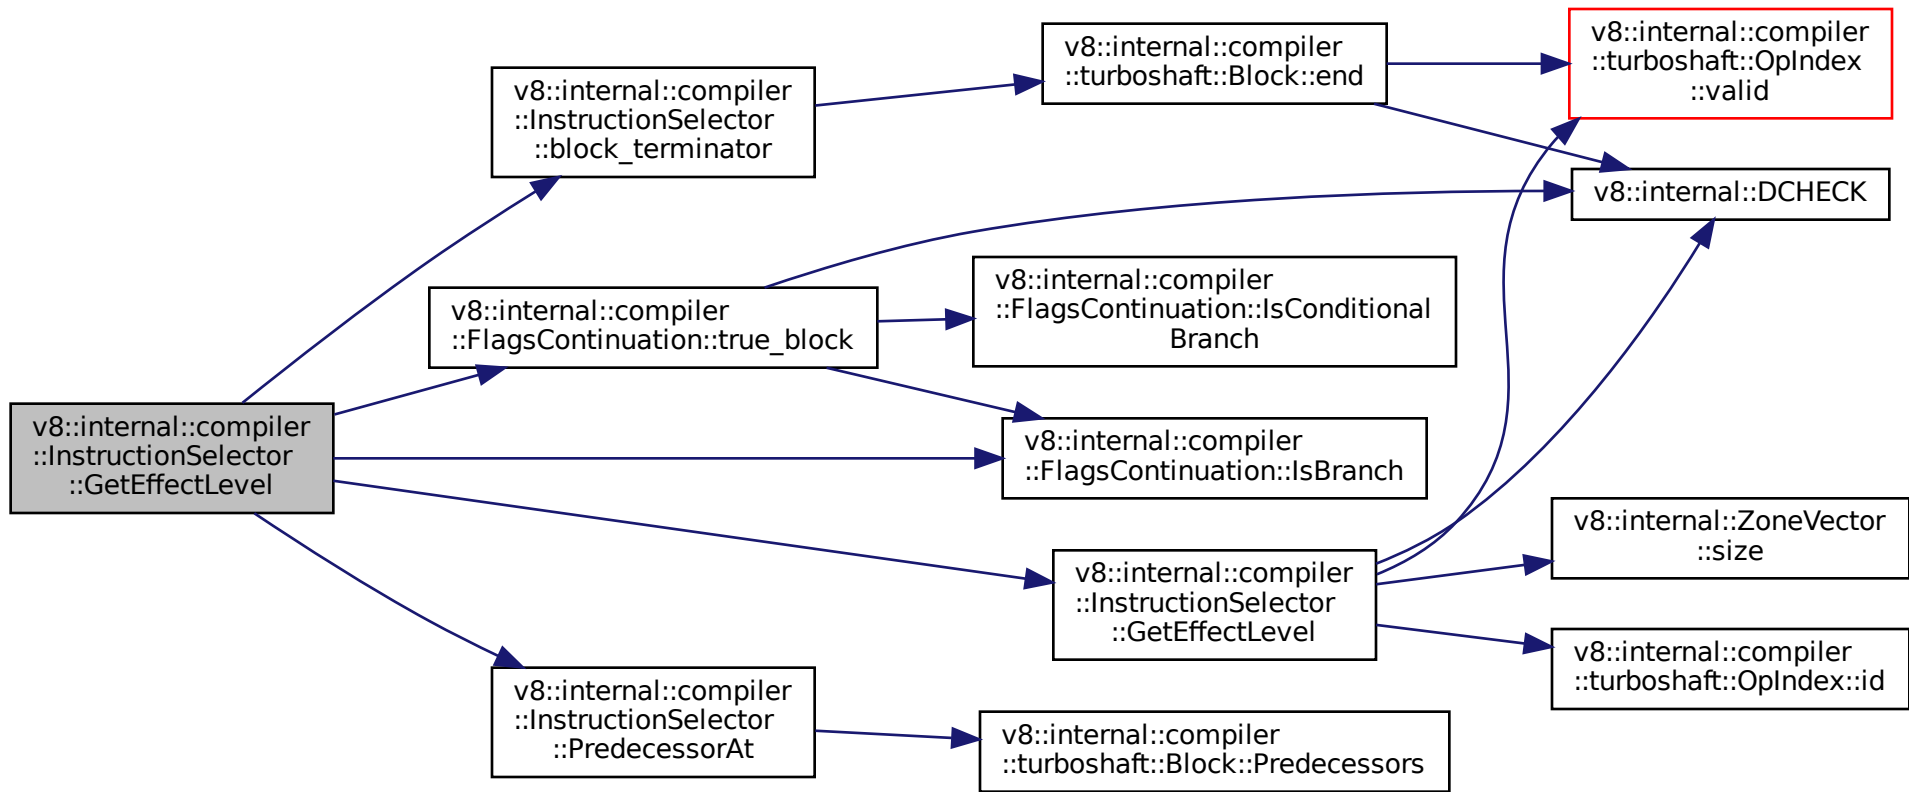 v8::internal::compiler
::InstructionSelector
::GetEffectLevel
v8::internal::compiler
::InstructionSelector
::block_terminator
v8::internal::compiler
::turboshaft::Block::end
v8::internal::compiler
::turboshaft::OpIndex
::valid
v8::internal::DCHECK
v8::internal::compiler
::FlagsContinuation::true_block
v8::internal::compiler
::FlagsContinuation::IsConditional
Branch
v8::internal::compiler
::FlagsContinuation::IsBranch
v8::internal::compiler
::InstructionSelector
::GetEffectLevel
v8::internal::ZoneVector
::size
v8::internal::compiler
::turboshaft::OpIndex::id
v8::internal::compiler
::InstructionSelector
::PredecessorAt
v8::internal::compiler
::turboshaft::Block::Predecessors